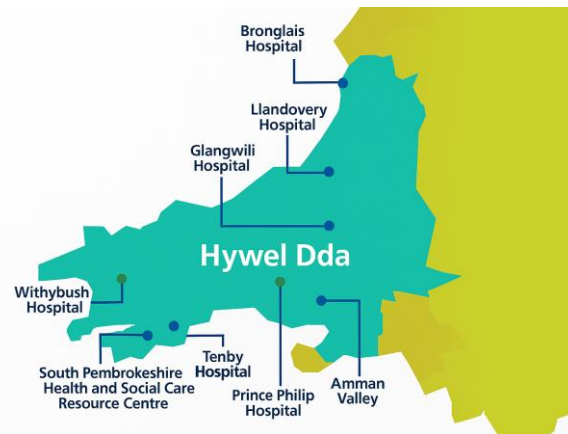 Bronglais
Hospital
Llandovery
Hospital
Glangwili
Hospital
Hywel Dda
Withybush
Hospital
South Pembrokeshire
Health and Social Care
Resource Centre
Tenby
Hospital
Prince Philip
Hospital
Amman
Valley